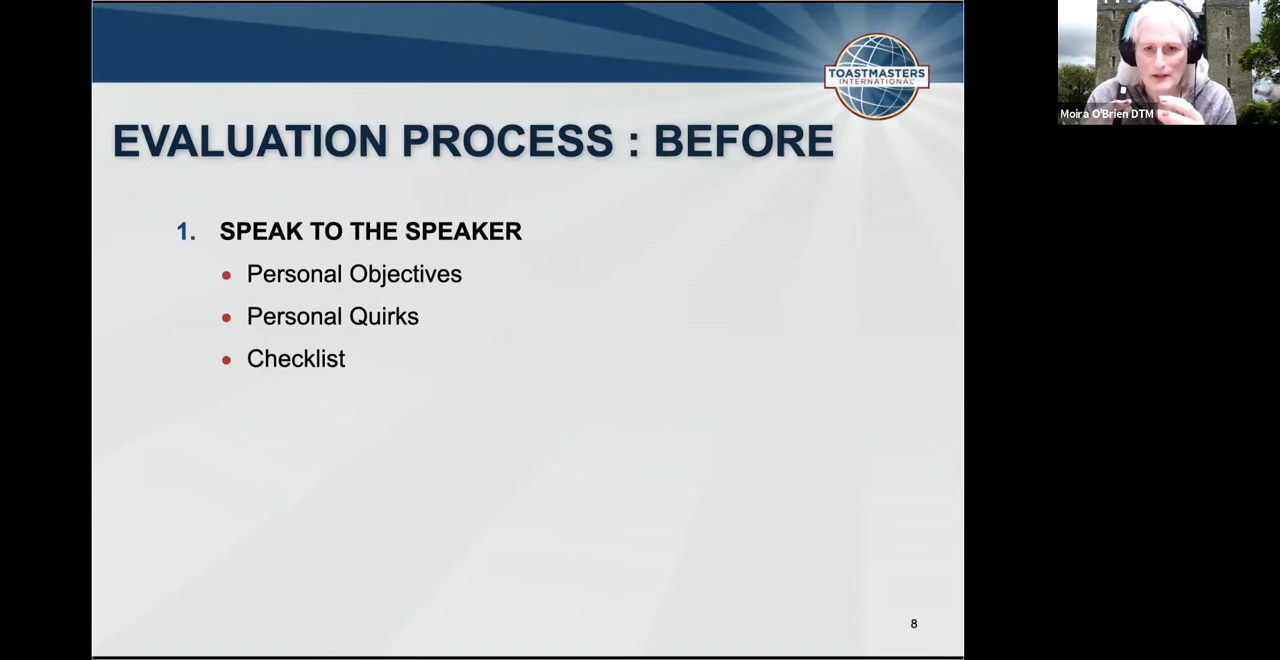 TOASTMASTERS
INTERNATIONAL
Moira O'Brien DTM
EVALUATION PROCESS : BEFORE
1. SPEAK TO THE SPEAKER
• Personal Objectives
• Personal Quirks
• Checklist
8